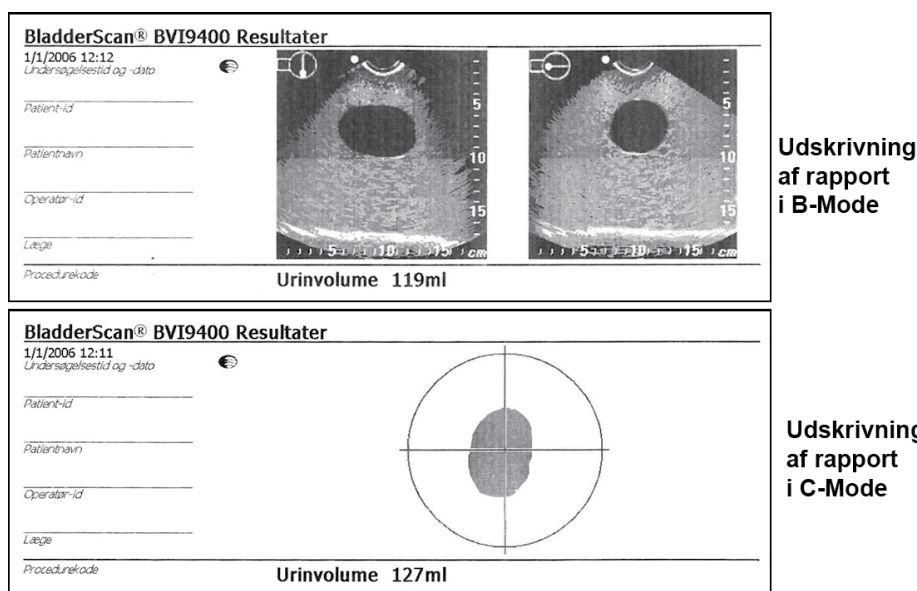 BladderScan® BVI9400 Resultater
1/1/2006 12:12
Undersøgelsestid og -dato
Patient-id
Patientnavn
Operatør-id
Læge
Procedurekode
5
10
15
5 10 15 cm
5
10
15
5 10 15 cm
Urinvolume 119ml
Udskrivning
af rapport
i B-Mode
BladderScan® BVI9400 Resultater
1/1/2006 12:11
Undersøgelsestid og -dato
Patient-id
Patientnavn
Operatør-id
Læge
Procedurekode
Urinvolume 127ml
Udskrivning
af rapport
i C-Mode